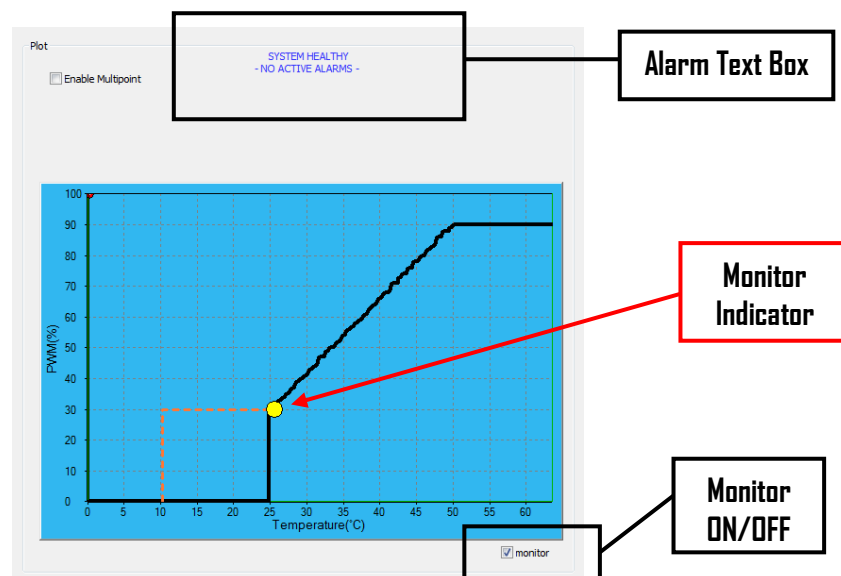 Plot
SYSTEM HEALTHY
- NO ACTIVE ALARMS -
Enable Multipoint
Alarm Text Box
100
90
80
70
60
50
40
30
20
10
0
PWM(%)
0 5 10 15 20 25 30 35 40 45 50 55 60
Temperature(°C)
Monitor
Indicator
Monitor
ON/OFF
monitor